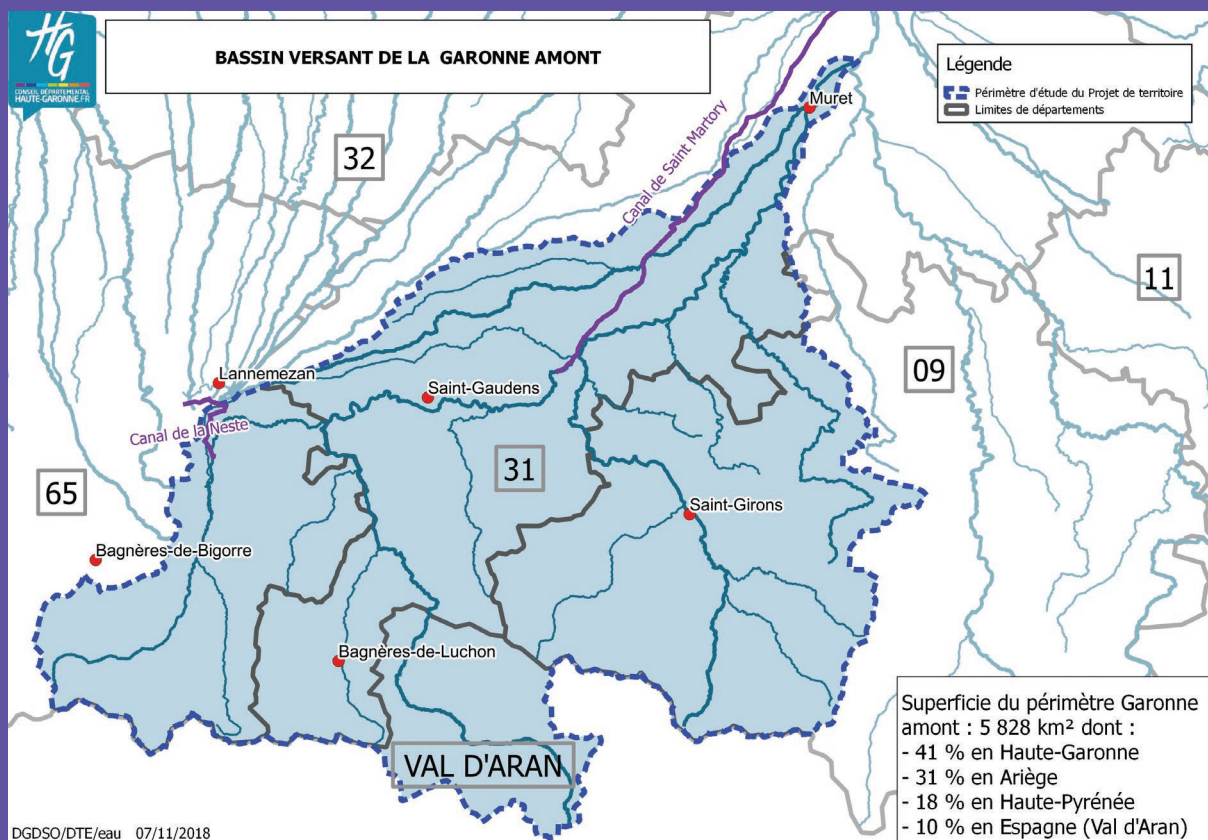 HG
CONSEIL DÉPARTEMENTAL
HAUTE-GARONNE.FR
BASSIN VERSANT DE LA GARONNE AMONT
Légende
Périmètre d'étude du Projet de territoire
Limites de départements
Muret
Canal de Saint Martory
32
11
09
Lannemezan
Saint-Gaudens
Canal de la Neste
31
65
Saint-Girons
Bagnères-de-Bigorre
Bagnères-de-Luchon
VAL D'ARAN
Superficie du périmètre Garonne
amont : 5 828 km² dont :
- 41 % en Haute-Garonne
- 31 % en Ariège
- 18 % en Haute-Pyrénée
- 10 % en Espagne (Val d'Aran)
DGDSO/DTE/eau 07/11/2018